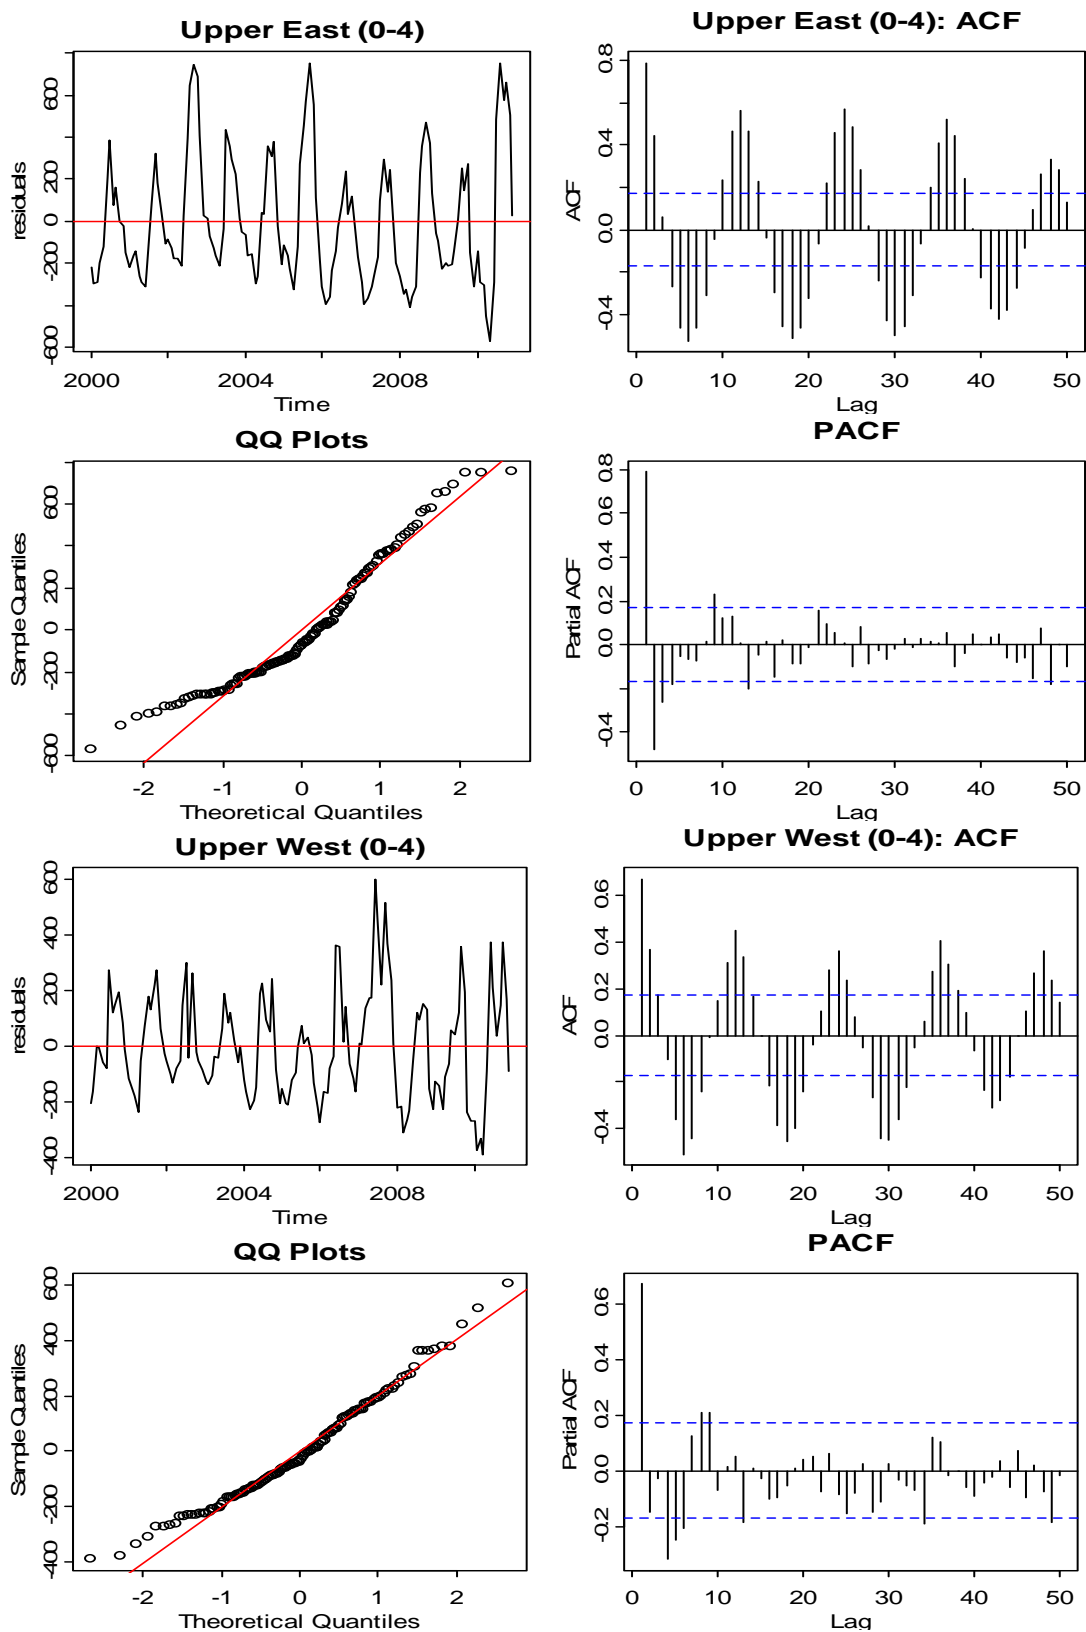 Upper East (0-4)
residuals
600
200
0
-200
-600
2000 2004 2008
Time
Upper East (0-4): ACF
ACF
0.8
0.4
0.0
-0.4
0 10 20 30 40 50
Lag
QQ Plots
Sample Quantiles
600
200
0
-200
-600
-2 -1 0 1 2
Theoretical Quantiles
PACF
Partial ACF
0.8
0.6
0.4
0.2
0.0
-0.4
0 10 20 30 40 50
Lag
Upper West (0-4)
residuals
600
400
200
0
-200
-400
2000 2004 2008
Time
Upper West (0-4): ACF
ACF
0.6
0.4
0.2
0.0
-0.4
0 10 20 30 40 50
Lag
QQ Plots
Sample Quantiles
600
400
200
0
-200
-400
-2 -1 0 1 2
Theoretical Quantiles
PACF
Partial ACF
0.6
0.4
0.2
0.0
-0.2
0 10 20 30 40 50
Lag